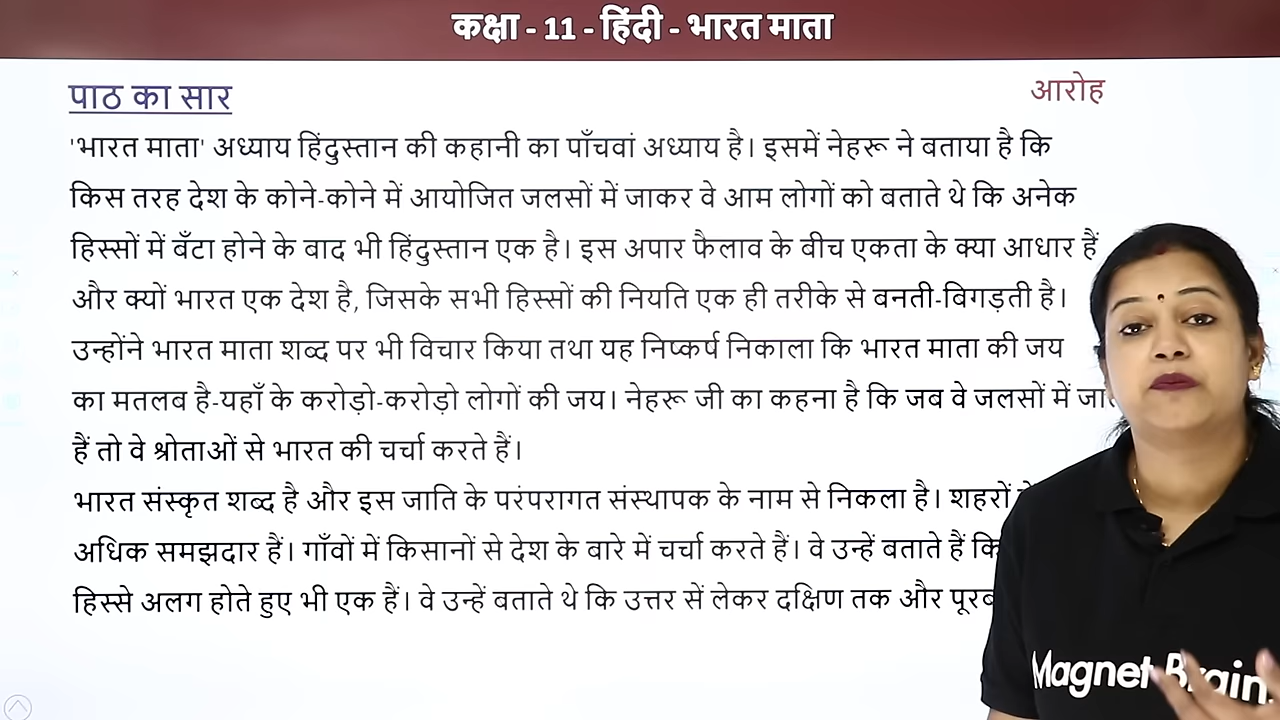 कक्षा - 11 - हिंदी - भारत माता
पाठ का सार
आरोह
'भारत माता' अध्याय हिंदुस्तान की कहानी का पाँचवां अध्याय है। इसमें नेहरू ने बताया है कि
किस तरह देश के कोने-कोने में आयोजित जलसों में जाकर वे आम लोगों को बताते थे कि अनेक
हिस्सों में बँटा होने के बाद भी हिंदुस्तान एक है। इस अपार फैलाव के बीच एकता के क्या आधार हैं
और क्यों भारत एक देश है, जिसके सभी हिस्सों की नियति एक ही तरीके से बनती-बिगड़ती है।
उन्होंने भारत माता शब्द पर भी विचार किया तथा यह निष्कर्ष निकाला कि भारत माता की जय
का मतलब है-यहाँ के करोड़ो-करोड़ो लोगों की जय। नेहरू जी का कहना है कि जब वे जलसों में
हैं तो वे श्रोताओं से भारत की चर्चा करते हैं।
भारत संस्कृत शब्द है और इस जाति के परंपरागत संस्थापक के नाम से निकला है। शहरों
अधिक समझदार हैं। गाँवों में किसानों से देश के बारे में चर्चा करते हैं। वे उन्हें बताते हैं कि
हिस्से अलग होते हुए भी एक हैं। वे उन्हें बताते थे कि उत्तर सें लेकर दक्षिण तक और पूरब
Magnet Brain